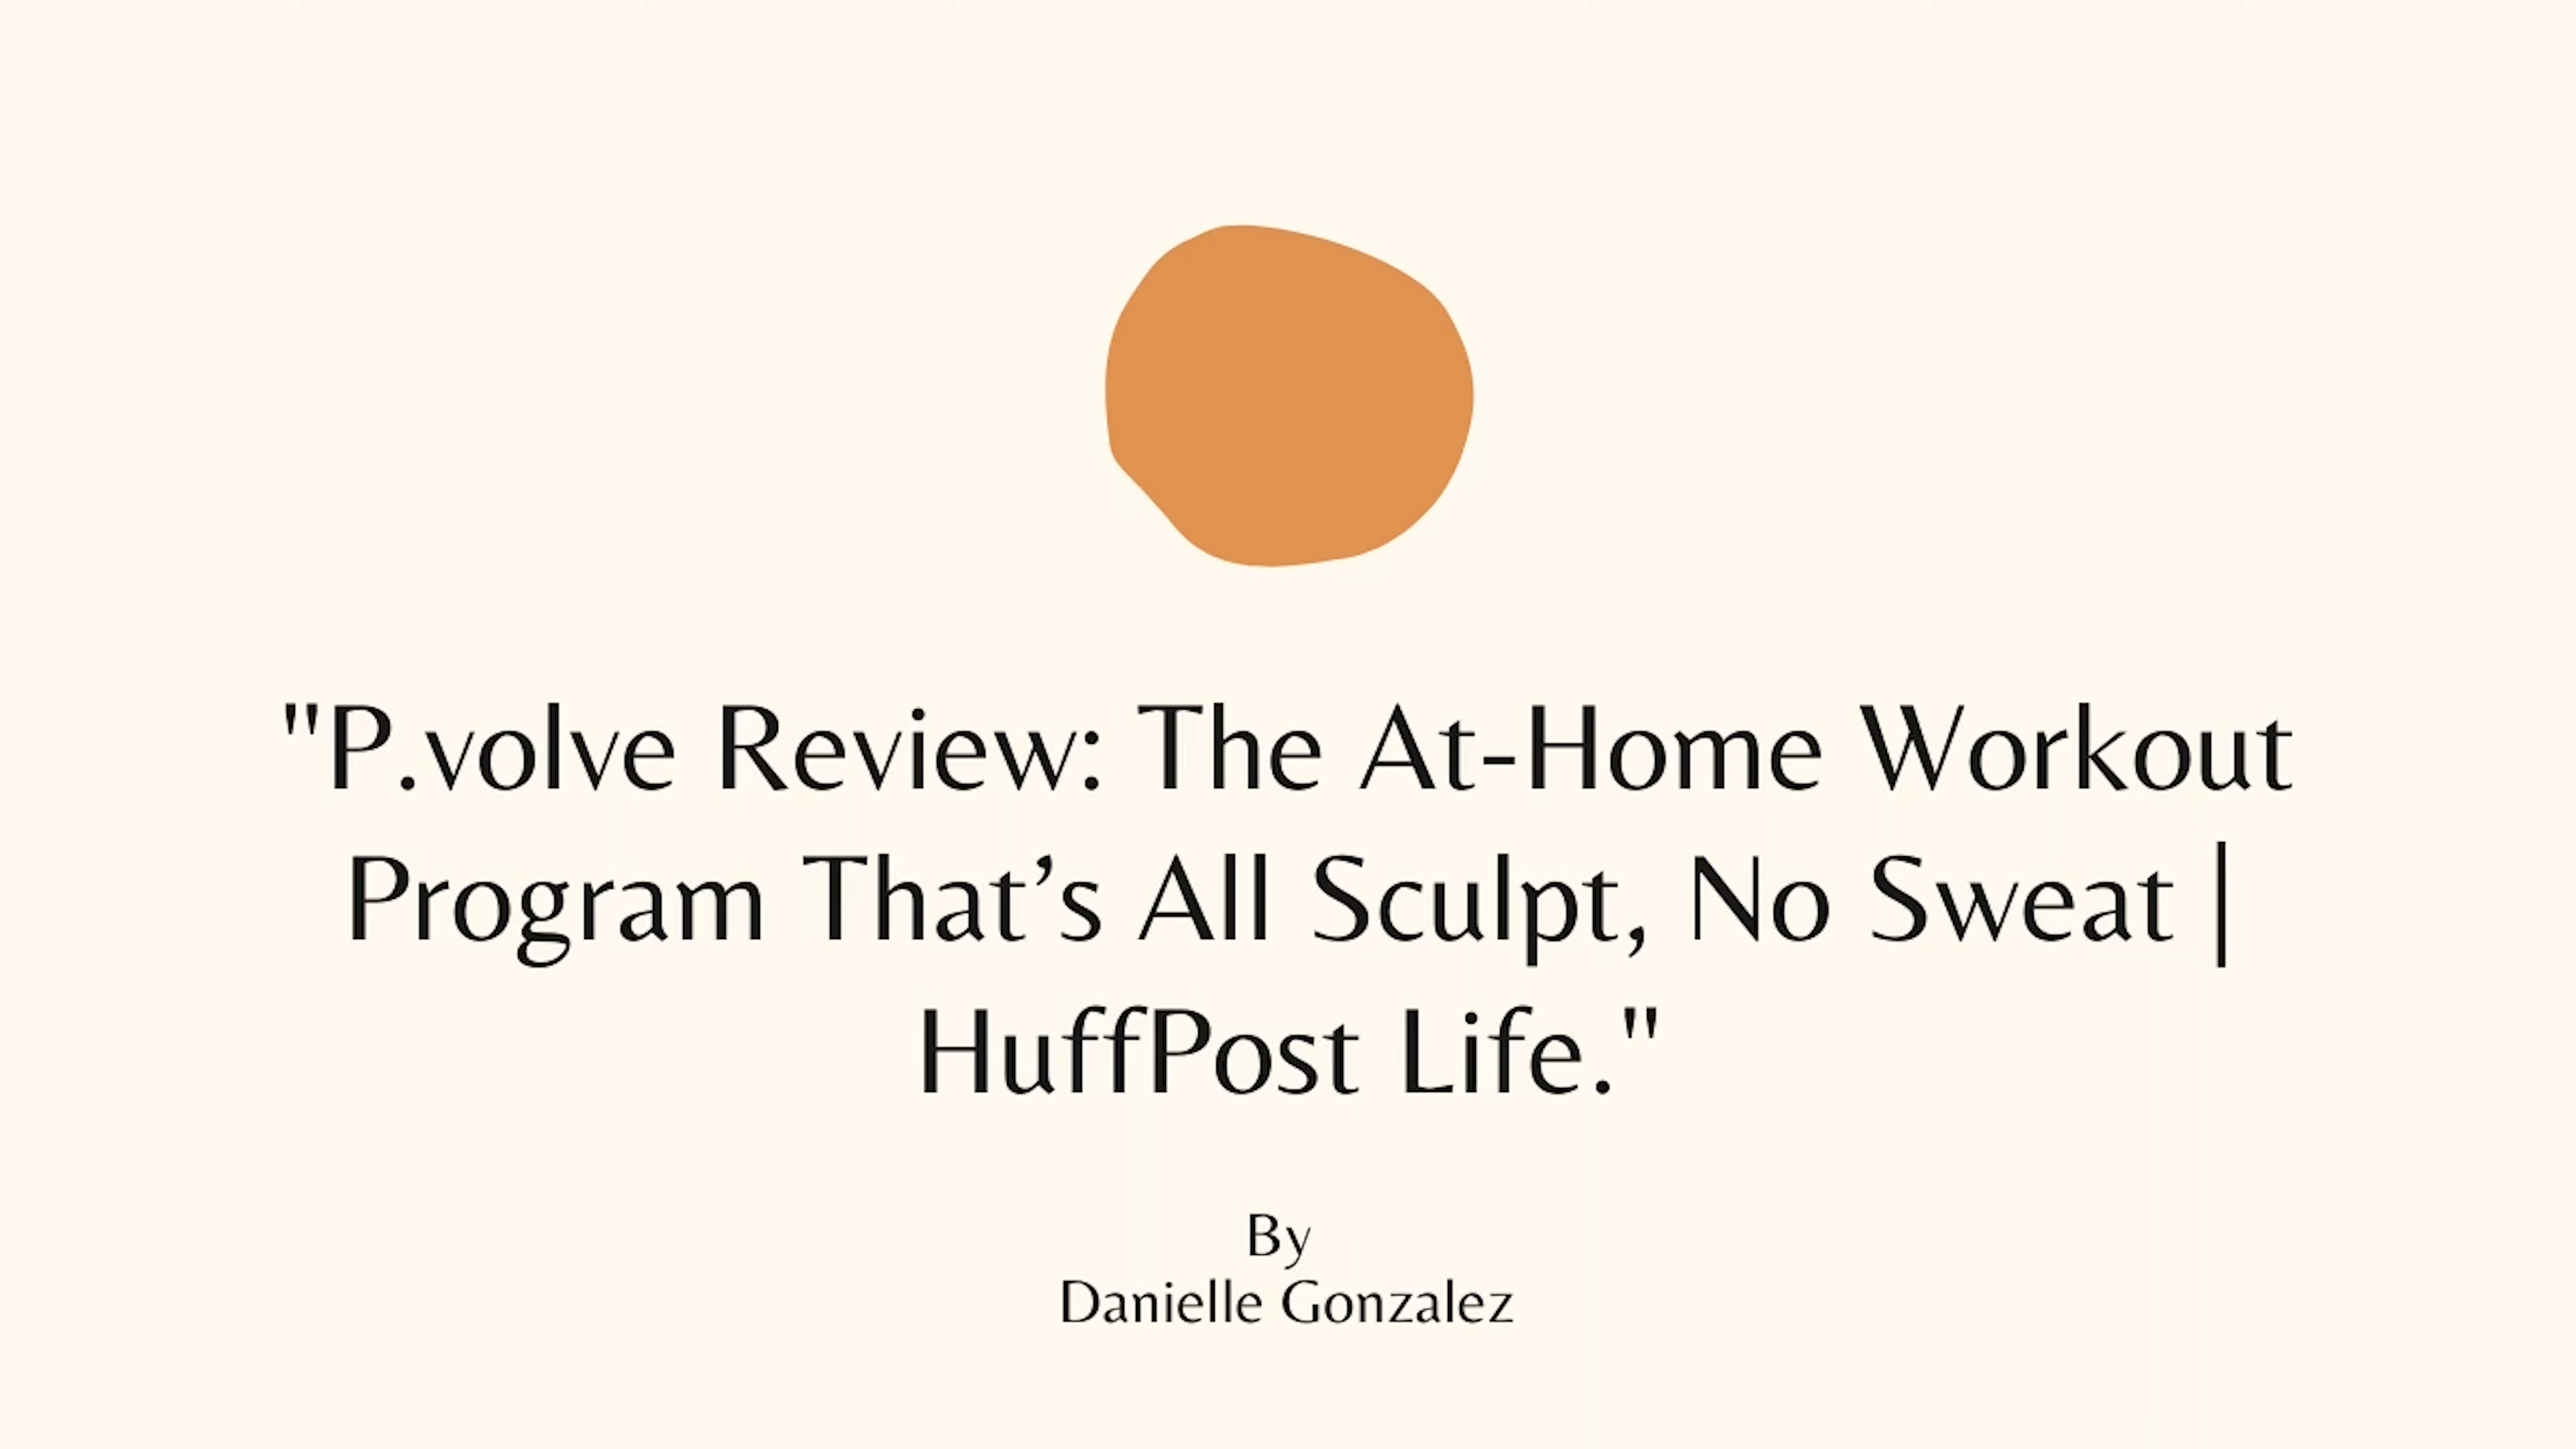 "P.volve Review: The At-Home Workout
Program That’s All Sculpt, No Sweat |
HuffPost Life."
By
Danielle Gonzalez